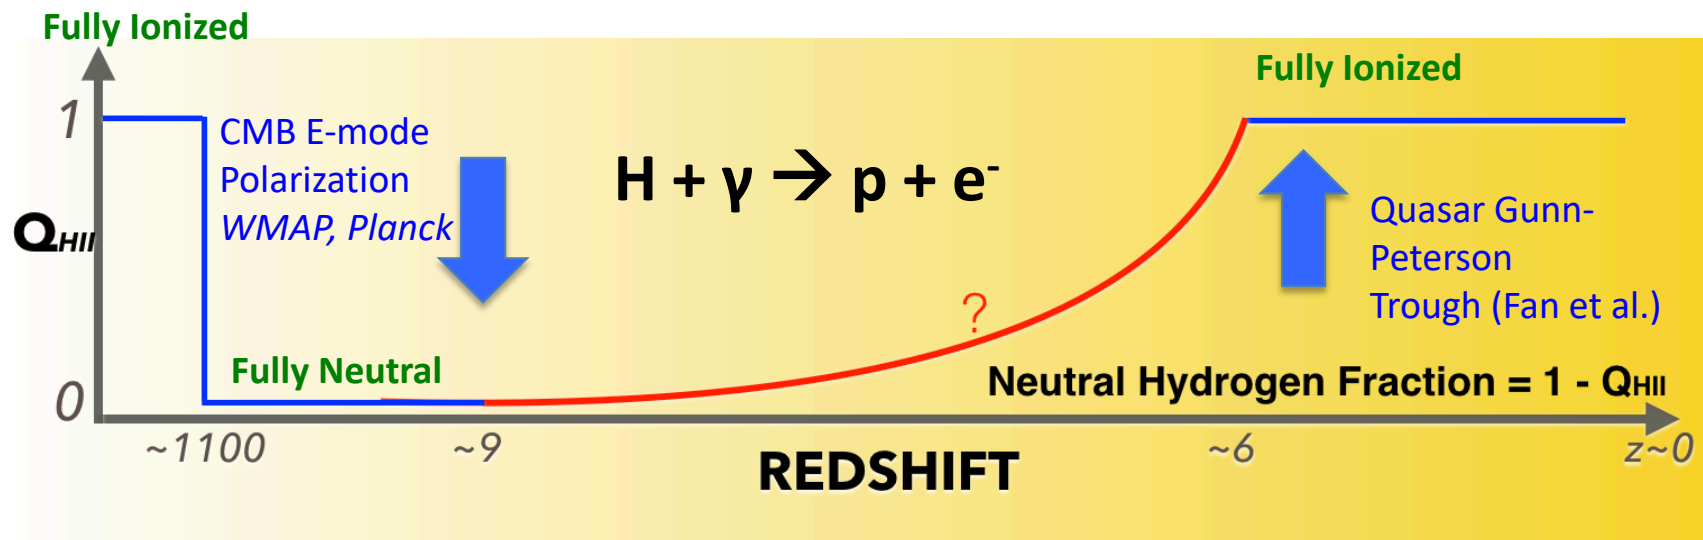 Fully Ionized
Fully Ionized
1
CMB E-mode
Polarization
WMAP, Planck
H + γ → p + e-
Quasar Gunn-
Peterson
Trough (Fan et al.)
QHII
?
Fully Neutral
Neutral Hydrogen Fraction = 1 - QHII
0
~1100
~9
~6
z~0
REDSHIFT